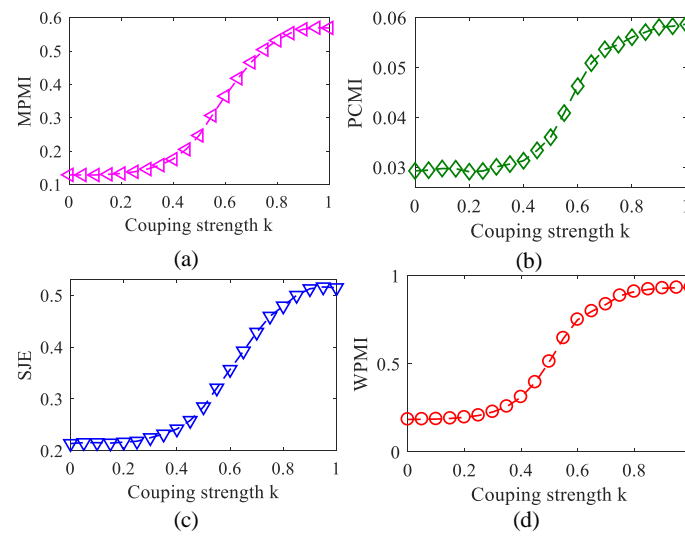 0.6
0.5
0.4
0.3
0.2
0.1
MPMI
0 0.2 0.4 0.6 0.8 1
Couping strength k
(a)
0.06
0.05
0.04
0.03
PCMI
0 0.2 0.4 0.6 0.8 1
Couping strength k
(b)
0.5
0.4
0.3
0.2
SJE
0 0.2 0.4 0.6 0.8 1
Couping strength k
(c)
1
0.5
0
WPMI
0 0.2 0.4 0.6 0.8
Couping strength k
(d)